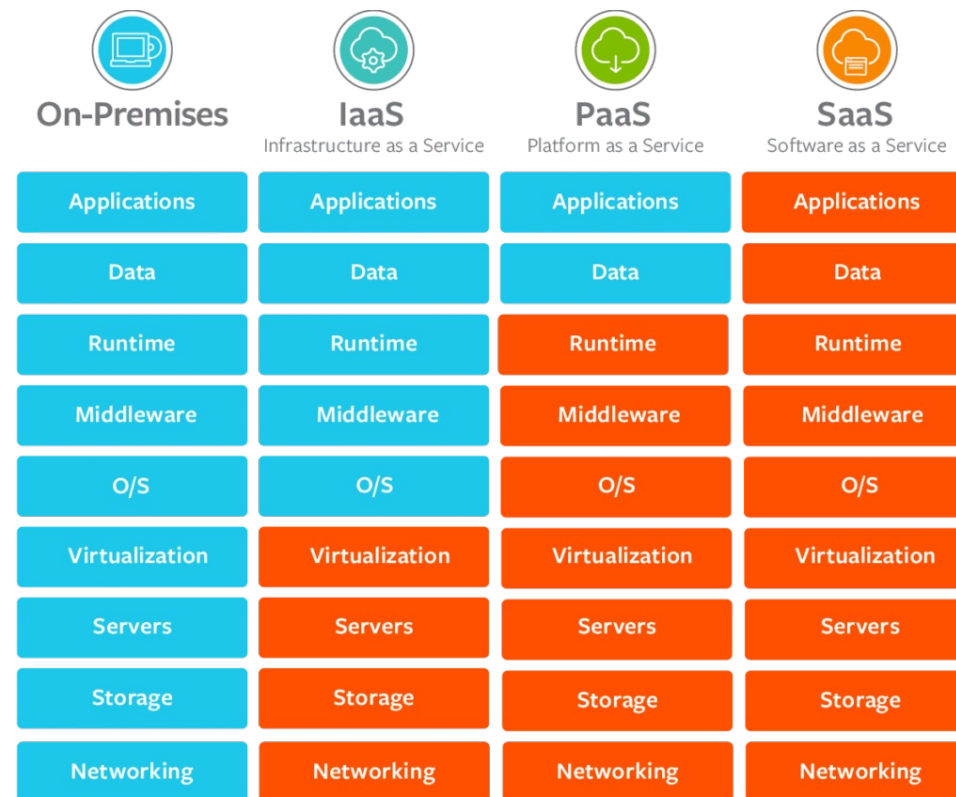 On-Premises
IaaS
PaaS
SaaS
Infrastructure as a Service
Platform as a Service
Software as a Service
Applications
Applications
Applications
Applications
Data
Data
Data
Data
Runtime
Runtime
Runtime
Runtime
Middleware
Middleware
Middleware
Middleware
O/S
O/S
O/S
O/S
Virtualization
Virtualization
Virtualization
Virtualization
Servers
Servers
Servers
Servers
Storage
Storage
Storage
Storage
Networking
Networking
Networking
Networking